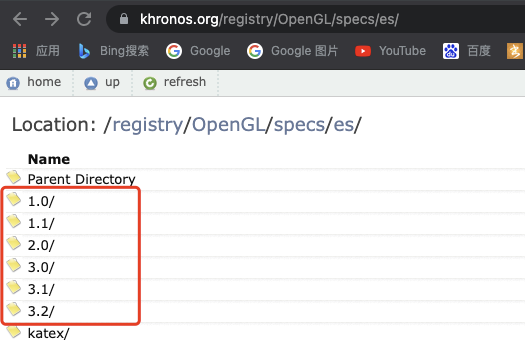 khronos.org/registry/OpenGL/specs/es/
应用 Bing搜索 Google Google 图片 YouTube 百度
home up refresh
Location: /registry/OpenGL/specs/es/
Name
Parent Directory
1.0/
1.1/
2.0/
3.0/
3.1/
3.2/
katex/